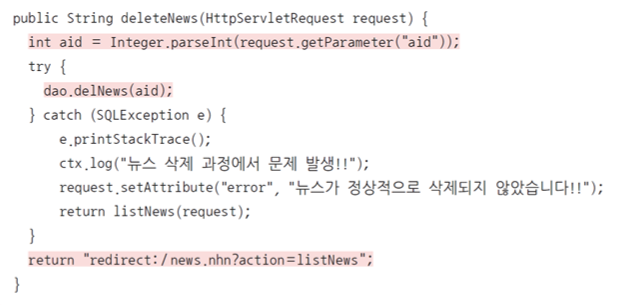 public String deleteNews(HttpServletRequest request) {
int aid = Integer.parseInt(request.getParameter("aid"));
try {
dao.delNews(aid);
} catch (SQLException e) {
e.printStackTrace();
ctx.log("뉴스 삭제 과정에서 문제 발생!!");
request.setAttribute("error", "뉴스가 정상적으로 삭제되지 않았습니다!!");
return listNews(request);
}
return "redirect:/news.nhn?action=listNews";
}